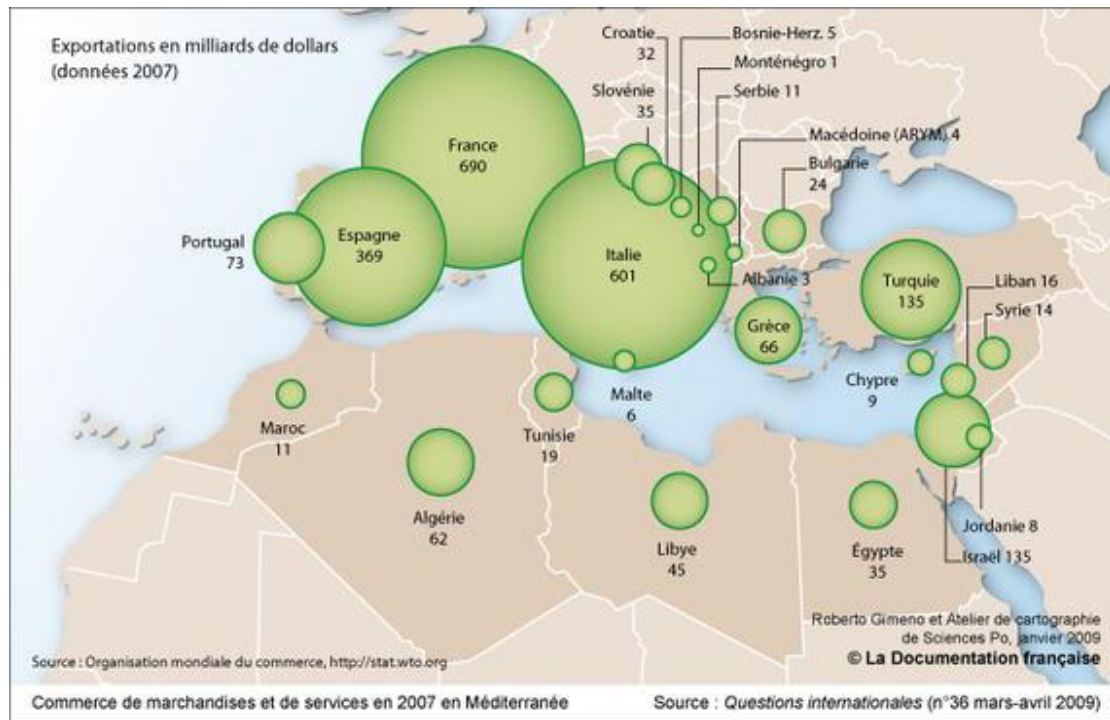 Exportations en milliards de dollars
(données 2007)
Croatie
32
Bosnie-Herz. 5
Monténégro 1
Slovénie
35
Serbie 11
Macédoine (ARYM) 4
Bulgarie
24
France
690
Portugal
73
Espagne
369
Italie
601
Albanie 3
Turquie
135
Liban 16
Syrie 14
Grèce
66
Chypre
9
Malte
6
Maroc
11
Tunisie
19
Algérie
62
Libye
45
Égypte
35
Jordanie 8
Israël 135
Roberto Gimeno et Atelier de cartographie
de Sciences Po, janvier 2009
© La Documentation française
Source : Organisation mondiale du commerce, http://stat.wto.org
Commerce de marchandises et de services en 2007 en Méditerranée
Source : Questions internationales (n°36 mars-avril 2009)